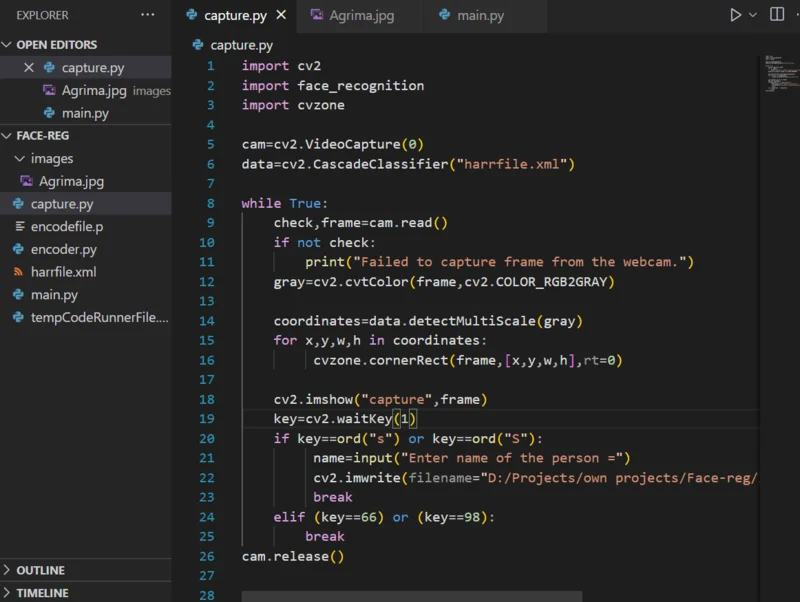 EXPLORER
capture.py
Agrima.jpg
main.py
OPEN EDITORS
capture.py
Agrima.jpg images
main.py
FACE-REG
images
Agrima.jpg
capture.py
encodefile.p
encoder.py
harrfile.xml
main.py
tempCodeRunnerFile....
OUTLINE
TIMELINE
capture.py
1 import cv2
2 import face_recognition
3 import cvzone
4
5 cam=cv2.VideoCapture(0)
6 data=cv2.CascadeClassifier("harrfile.xml")
7
8 while True:
9 check,frame=cam.read()
10 if not check:
11 print("Failed to capture frame from the webcam.")
12 gray=cv2.cvtColor(frame,cv2.COLOR_RGB2GRAY)
13
14 coordinates=data.detectMultiScale(gray)
15 for x,y,w,h in coordinates:
16 cvzone.cornerRect(frame,[x,y,w,h],rt=0)
17
18 cv2.imshow("capture",frame)
19 key=cv2.waitKey(1)
20 if key==ord("s") or key==ord("S"):
21 name=input("Enter name of the person =")
22 cv2.imwrite(filename="D:/Projects/own projects/Face-reg/
23 break
24 elif (key==66) or (key==98):
25 break
26 cam.release()
27
28